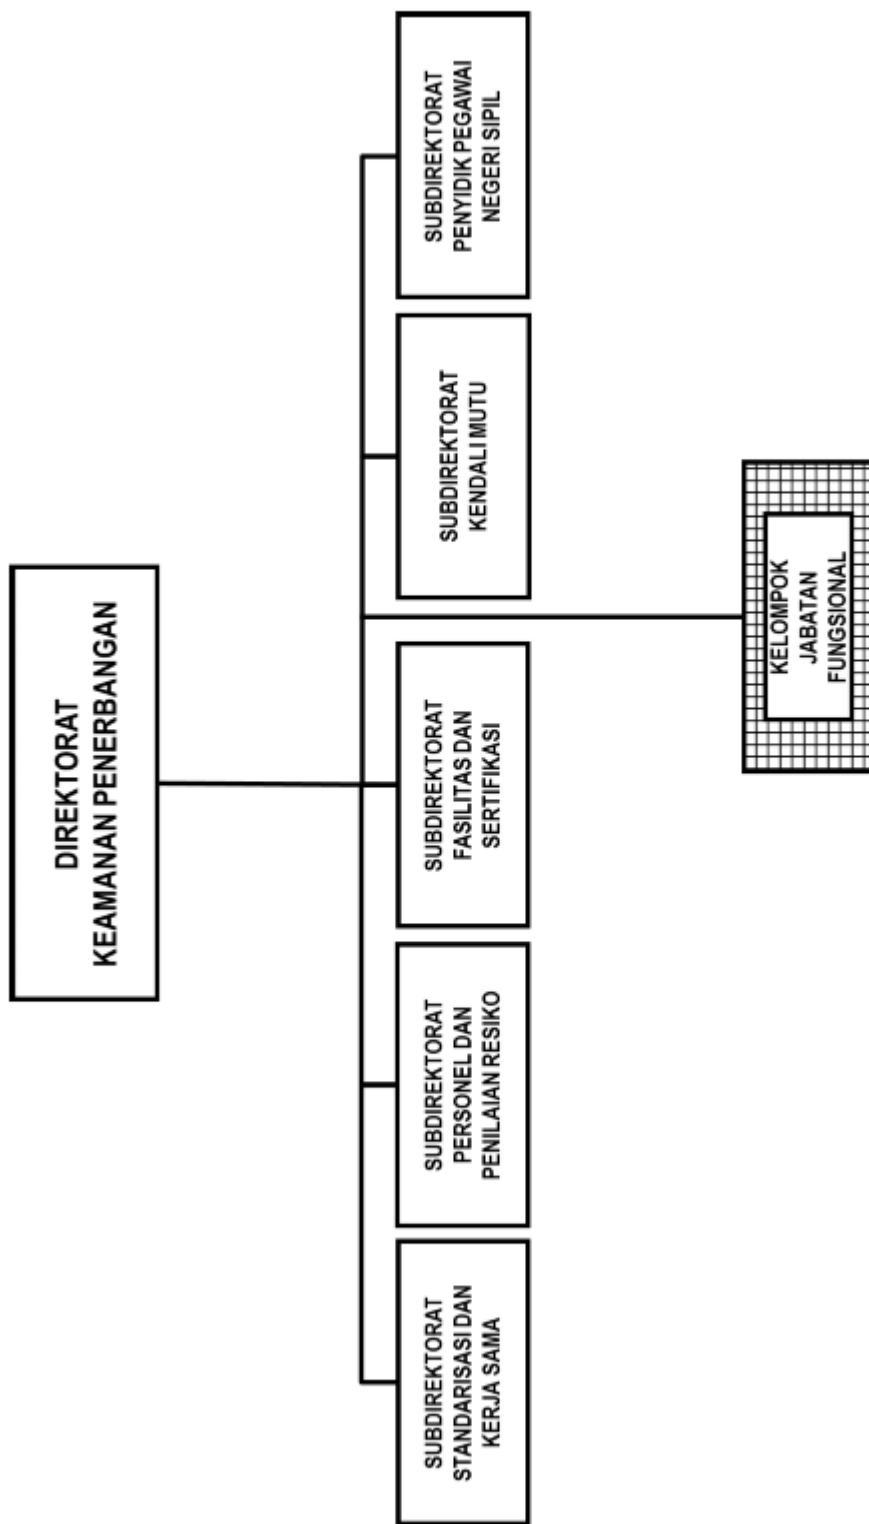 DIREKTORAT
KEAMANAN PENERBANGAN
SUBDIREKTORAT
STANDARISASI DAN
KERJA SAMA
SUBDIREKTORAT
PERSONEL DAN
PENILAIAN RESIKO
SUBDIREKTORAT
FASILITAS DAN
SERTIFIKASI
SUBDIREKTORAT
KENDALI MUTU
SUBDIREKTORAT
PENYIDIK PEGAWAI
NEGERI SIPIL
KELOMPOK
JABATAN
FUNGSIONAL